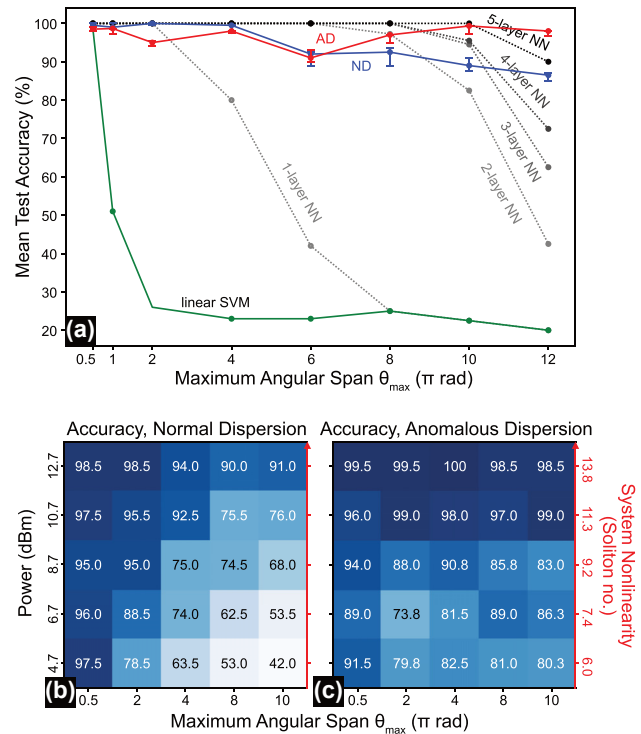 100
90
80
70
60
50
40
30
20
Mean Test Accuracy (%)
AD
ND
5-layer NN
4-layer NN
3-layer NN
2-layer NN
1-layer NN
linear SVM
(a)
0.5 1 2 4 6 8 10 12
Maximum Angular Span θmax (π rad)
Accuracy, Normal Dispersion
Accuracy, Anomalous Dispersion
Power (dBm)
12.7 98.5 98.5 94.0 90.0 91.0
10.7 97.5 95.5 92.5 75.5 76.0
8.7 95.0 95.0 75.0 74.5 68.0
6.7 96.0 88.5 74.0 62.5 53.5
4.7 97.5 78.5 63.5 53.0 42.0
(b)
0.5 2 4 8 10
99.5 99.5 100 98.5 98.5 13.8
96.0 99.0 98.0 97.0 99.0 11.3
94.0 88.0 90.8 85.8 83.0 9.2
89.0 73.8 81.5 89.0 86.3 7.4
91.5 79.8 82.5 81.0 80.3 6.0
(c)
0.5 2 4 8 10
System Nonlinearity
(Soliton no.)
Maximum Angular Span θmax (π rad)